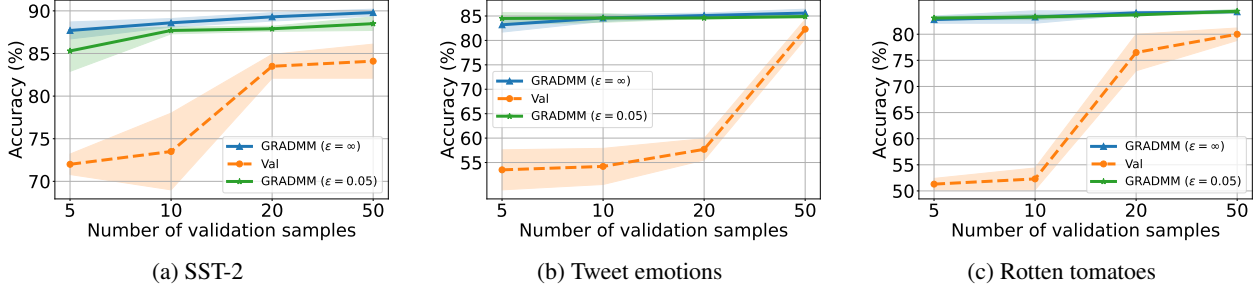 90
85
80
75
70
Accuracy (%)
GRADMM (ε = ∞)
Val
GRADMM (ε = 0.05)
5 10 20 50
Number of validation samples
(a) SST-2
85
80
75
70
65
60
55
Accuracy (%)
GRADMM (ε = ∞)
Val
GRADMM (ε = 0.05)
5 10 20 50
Number of validation samples
(b) Tweet emotions
80
75
70
65
60
55
50
Accuracy (%)
GRADMM (ε = ∞)
Val
GRADMM (ε = 0.05)
5 10 20 50
Number of validation samples
(c) Rotten tomatoes